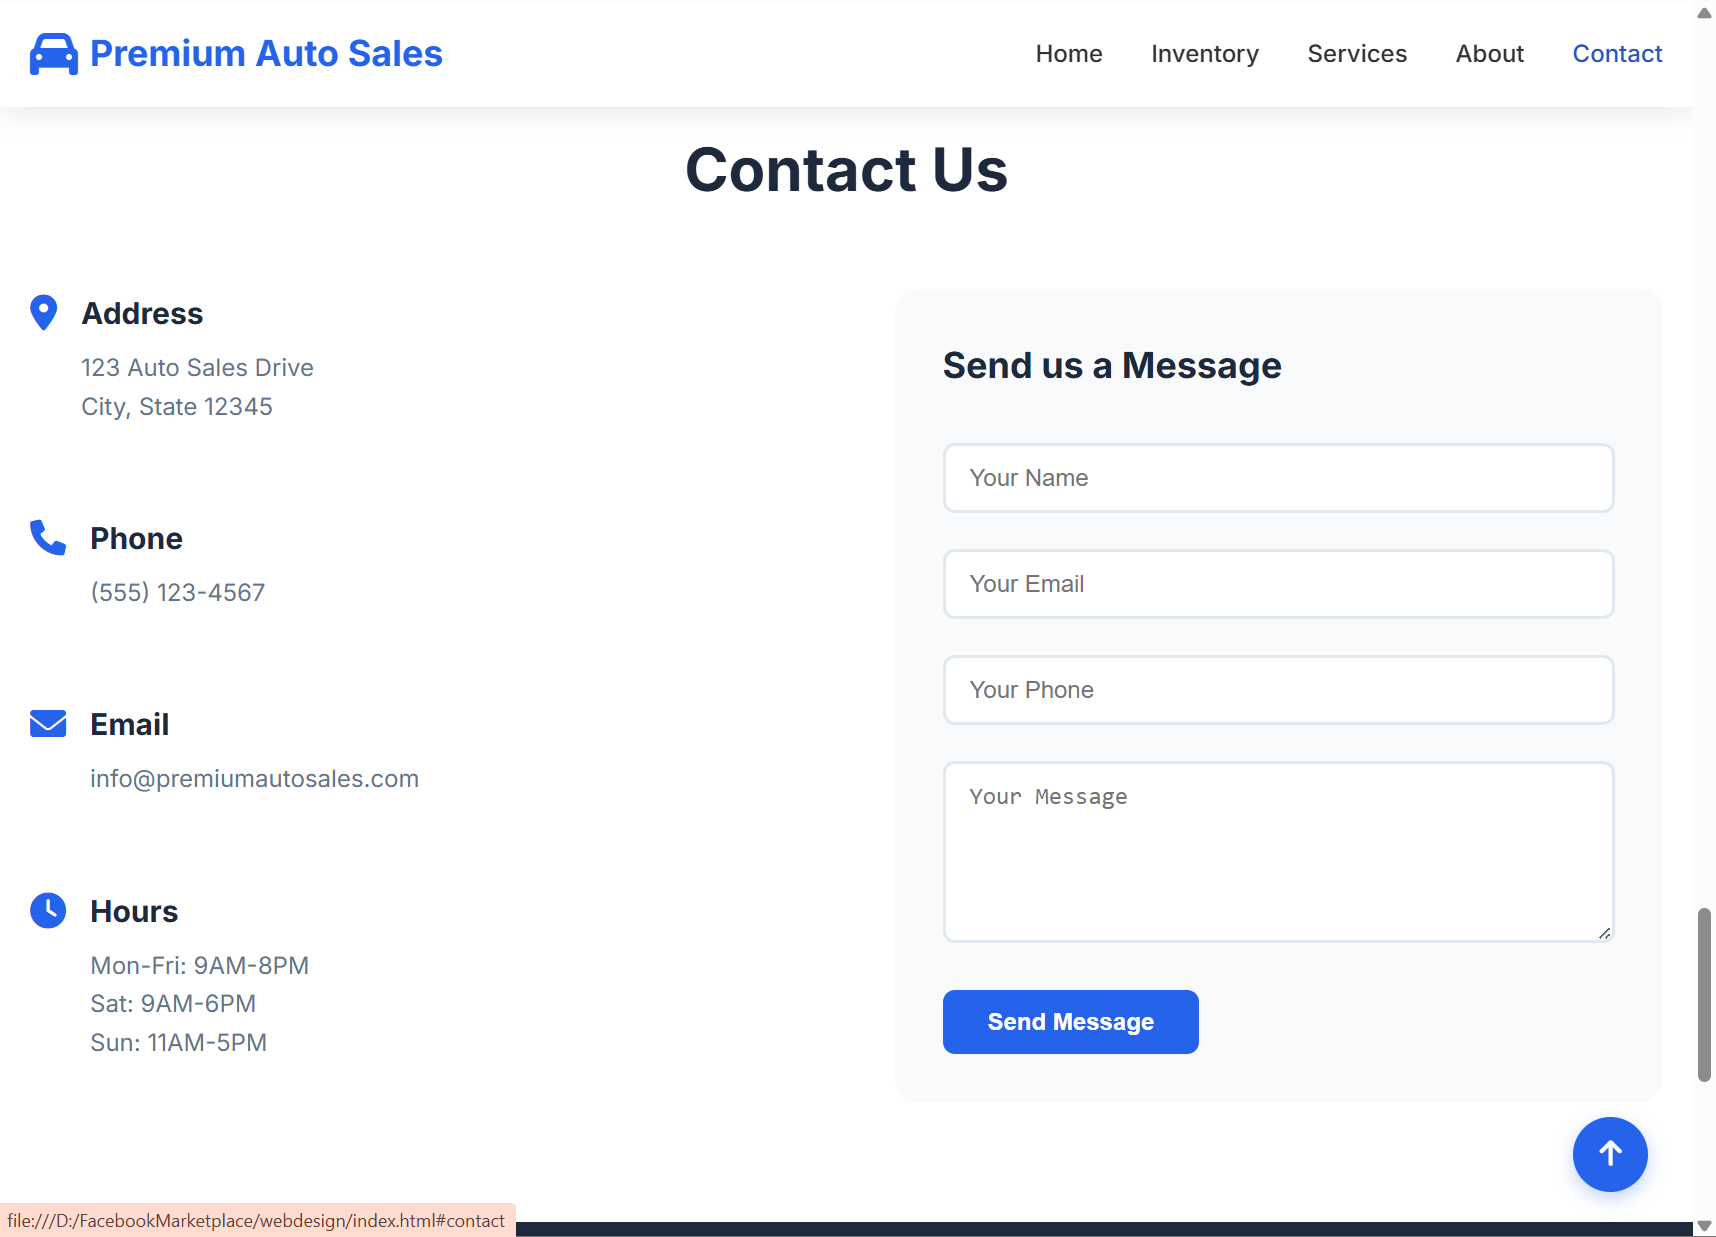 Premium Auto Sales
Home Inventory Services About Contact
Contact Us
Address
123 Auto Sales Drive
City, State 12345
Phone
(555) 123-4567
Email
info@premiumautosales.com
Hours
Mon-Fri: 9AM-8PM
Sat: 9AM-6PM
Sun: 11AM-5PM
Send us a Message
Your Name
Your Email
Your Phone
Your Message
Send Message
file:///D:/FacebookMarketplace/webdesign/index.html#contact